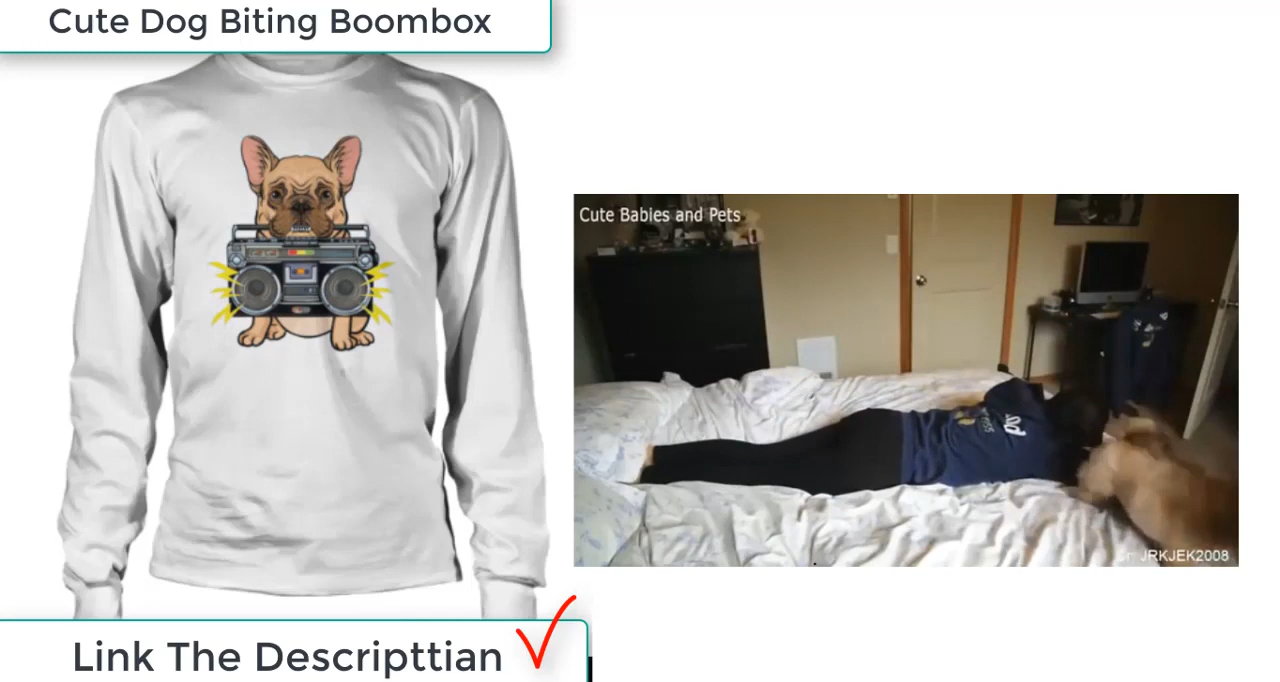 Cute Dog Biting Boombox
Cute Babies and Pets
JRKJEK2008
Link The Descripttian